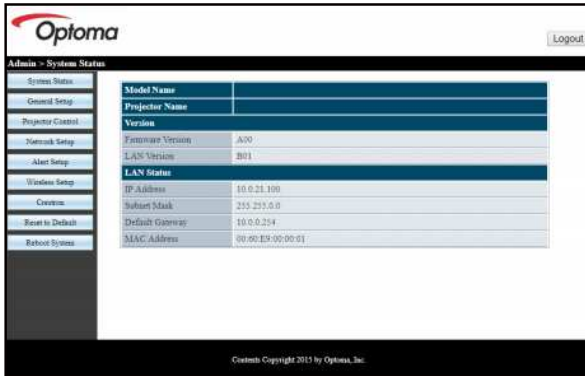 Optoma
Logout
Admin > System Status
System Status
General Setup
Projector Control
Network Setup
Alert Setup
Wireless Setup
Crestron
Reset to Default
Reboot System
Model Name
Projector Name
Version
Firmware Version A00
LAN Version B01
LAN Status
IP Address 10.0.21.100
Subnet Mask 255.255.0.0
Default Gateway 10.0.0.254
MAC Address 00:60:E9:00:00:01
Contents Copyright 2015 by Optoma, Inc.